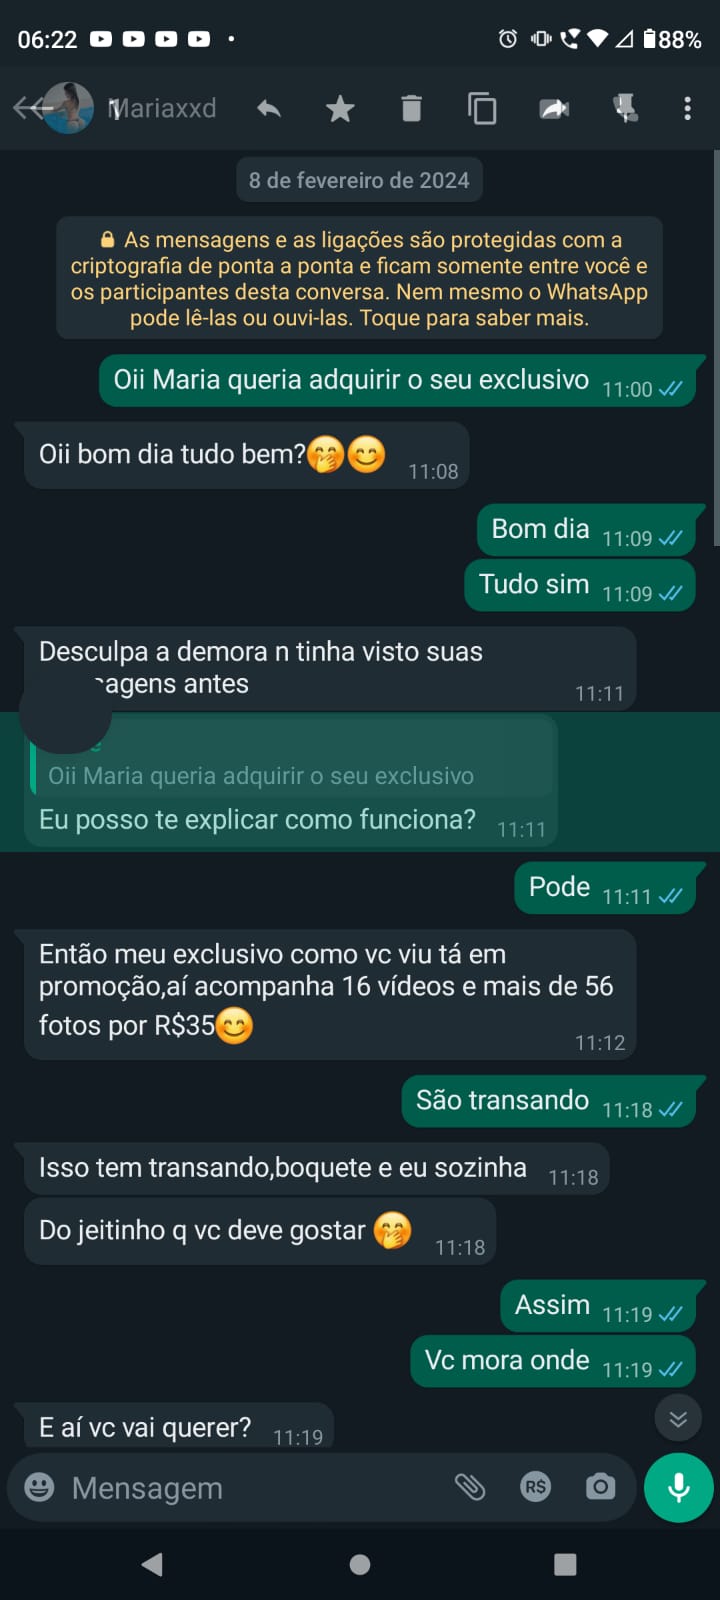 06:22
88%
1
Mariaxxd
8 de fevereiro de 2024
As mensagens e as ligações são protegidas com a
criptografia de ponta a ponta e ficam somente entre você e
os participantes desta conversa. Nem mesmo o WhatsApp
pode lê-las ou ouvi-las. Toque para saber mais.
Oii Maria queria adquirir o seu exclusivo 11:00
Oii bom dia tudo bem?🤭😊 11:08
Bom dia 11:09
Tudo sim 11:09
Desculpa a demora n tinha visto suas
agens antes 11:11
Oii Maria queria adquirir o seu exclusivo
Eu posso te explicar como funciona? 11:11
Pode 11:11
Então meu exclusivo como vc viu tá em
promoção,aí acompanha 16 vídeos e mais de 56
fotos por R$35😊 11:12
São transando 11:18
Isso tem transando,boquete e eu sozinha 11:18
Do jeitinho q vc deve gostar 🤭 11:18
Assim 11:19
Vc mora onde 11:19
E aí vc vai querer? 11:19
Mensagem
R$